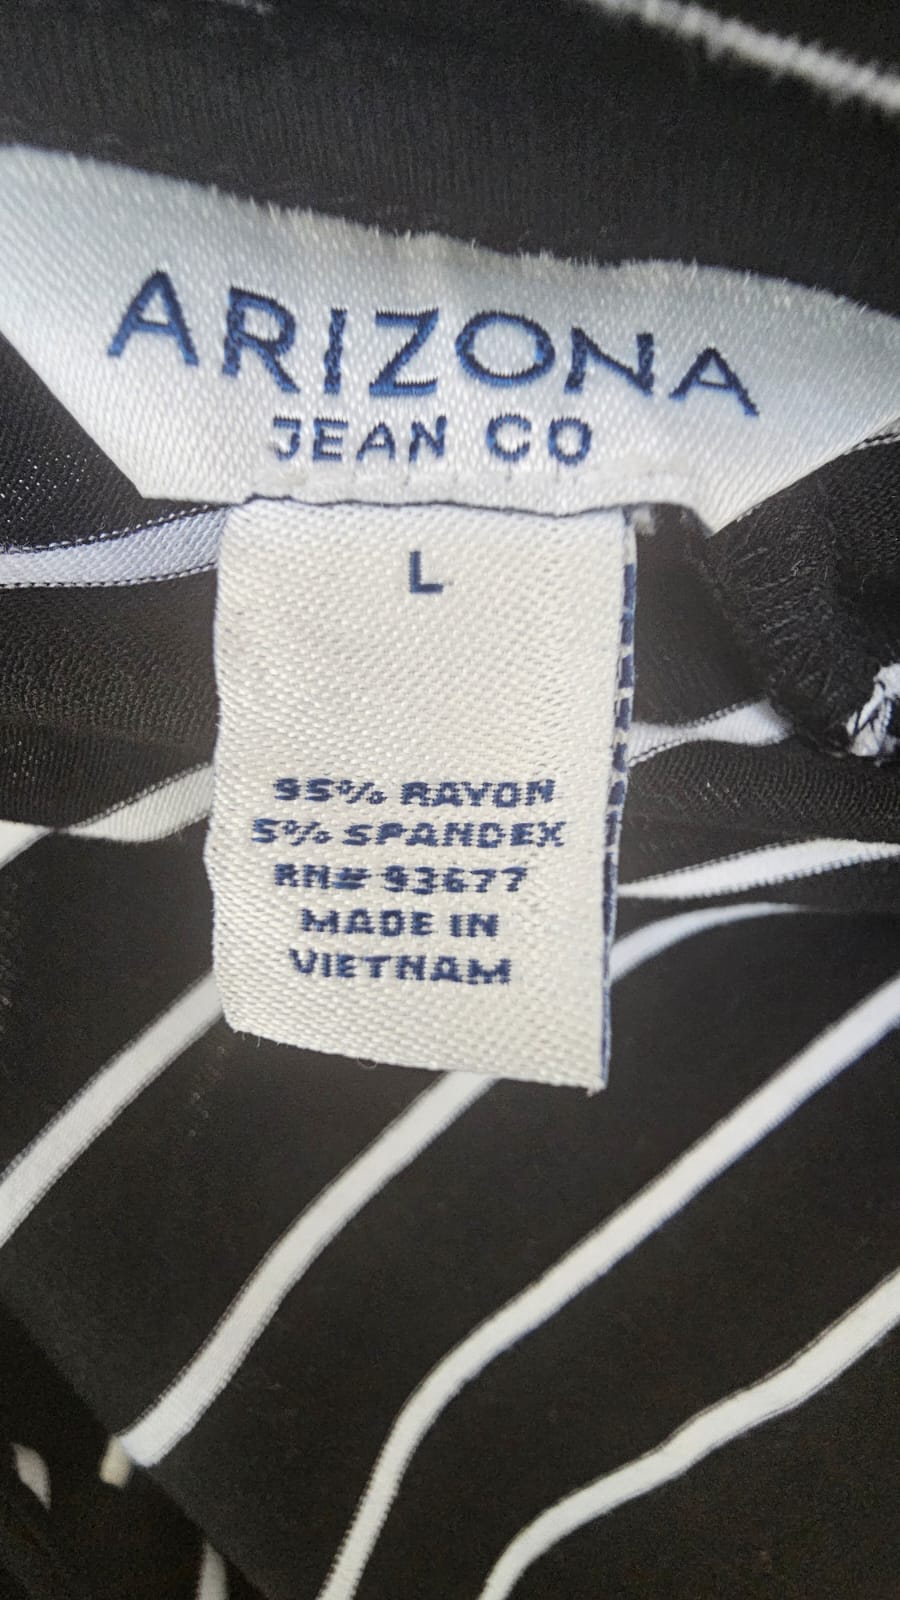 ARIZONA
JEAN CO
L
95% RAYON
5% SPANDEX
RN# 93677
MADE IN
VIETNAM